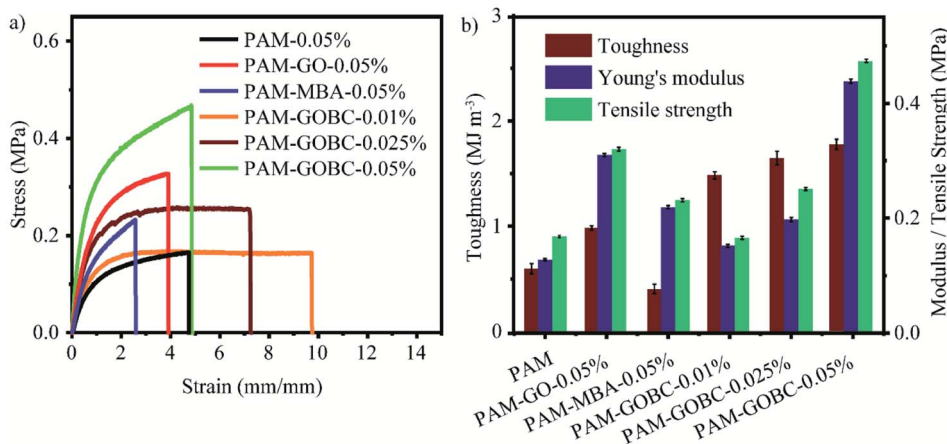 a)
0.6
0.4
0.2
0.0
Stress (MPa)
PAM-0.05%
PAM-GO-0.05%
PAM-MBA-0.05%
PAM-GOBC-0.01%
PAM-GOBC-0.025%
PAM-GOBC-0.05%
0 2 4 6 8 10 12 14
Strain (mm/mm)
b)
3
2
1
0
Toughness (MJ m⁻³)
Toughness
Young's modulus
Tensile strength
0.4
0.2
0.0
Modulus / Tensile Strength (MPa)
PAM
PAM-GO-0.05%
PAM-MBA-0.05%
PAM-GOBC-0.01%
PAM-GOBC-0.025%
PAM-GOBC-0.05%